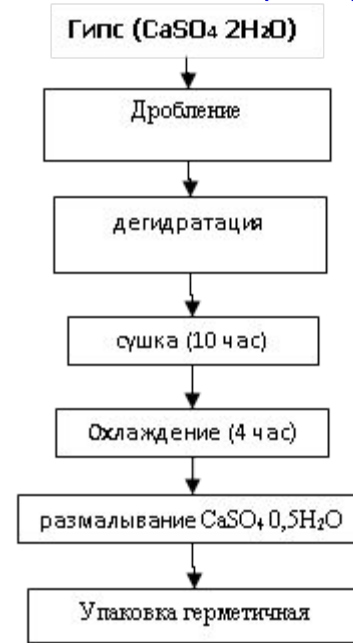 Гипс (CaSO₄ 2H₂O)
Дробление
дегидратация
сушка (10 час)
Охлаждение (4 час)
размалывание CaSO₄ 0,5H₂O
Упаковка герметичная